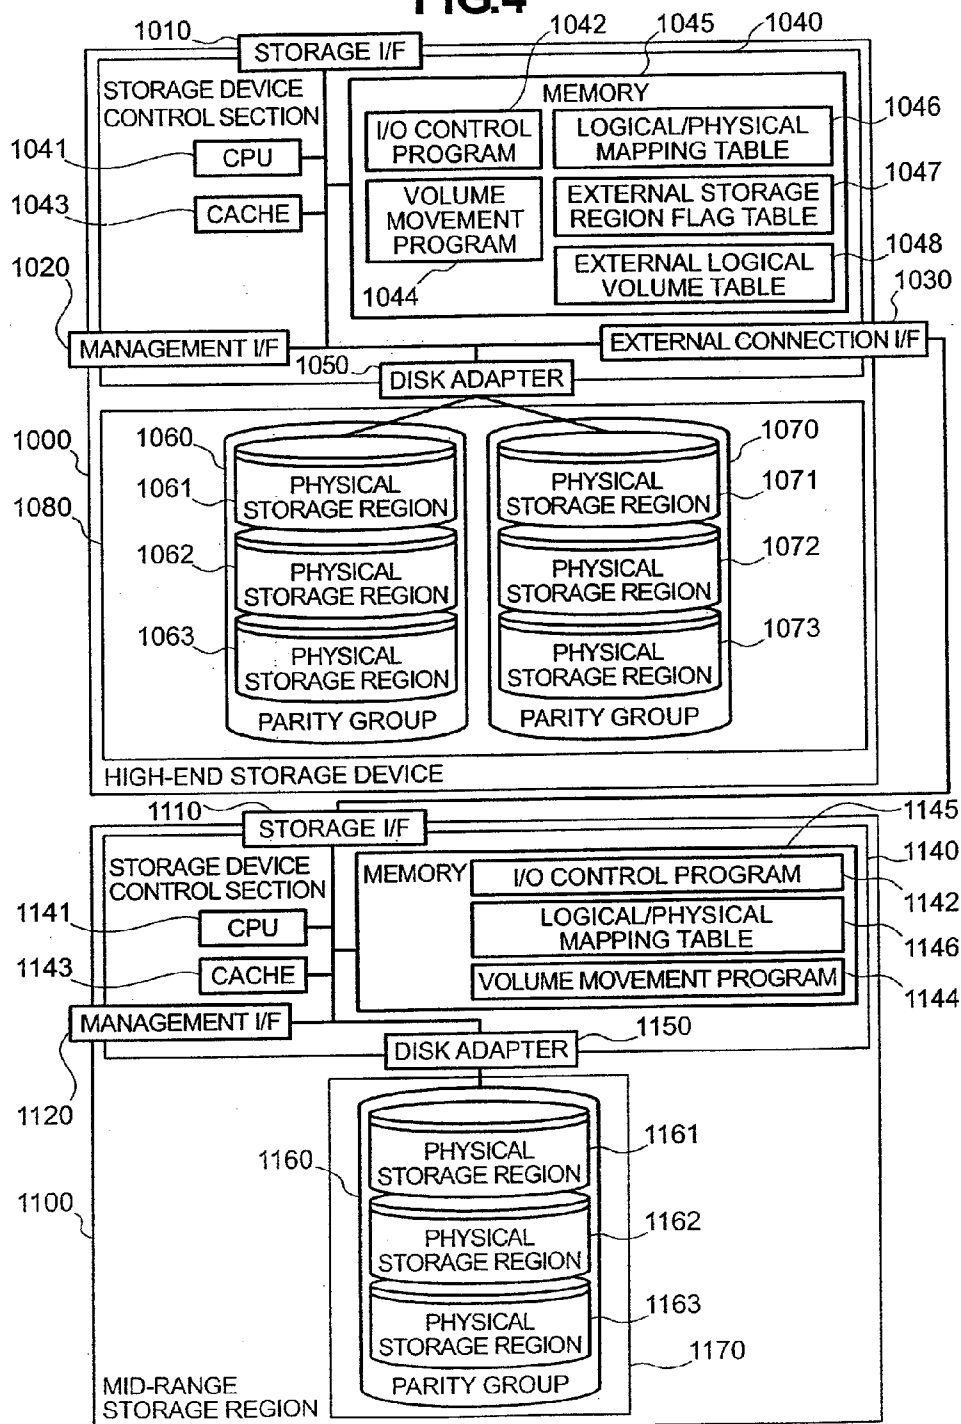 FIG.4
1010
1042
1045
1040
STORAGE I/F
STORAGE DEVICE
CONTROL SECTION
MEMORY
I/O CONTROL
PROGRAM
LOGICAL/PHYSICAL
MAPPING TABLE
1046
1041
CPU
1043
CACHE
VOLUME
MOVEMENT
PROGRAM
EXTERNAL STORAGE
REGION FLAG TABLE
1047
1020
1044
EXTERNAL LOGICAL
VOLUME TABLE
1048
1030
MANAGEMENT I/F
EXTERNAL CONNECTION I/F
1050
DISK ADAPTER
1000
1080
1060
1061
PHYSICAL
STORAGE REGION
1062
PHYSICAL
STORAGE REGION
1063
PHYSICAL
STORAGE REGION
PARITY GROUP
1070
PHYSICAL
STORAGE REGION
1071
PHYSICAL
STORAGE REGION
1072
PHYSICAL
STORAGE REGION
1073
PARITY GROUP
HIGH-END STORAGE DEVICE
1110
STORAGE I/F
1145
1140
STORAGE DEVICE
CONTROL SECTION
MEMORY
I/O CONTROL PROGRAM
1142
1141
CPU
LOGICAL/PHYSICAL
MAPPING TABLE
1146
1143
CACHE
VOLUME MOVEMENT PROGRAM
1144
MANAGEMENT I/F
1150
DISK ADAPTER
1120
1100
1160
PHYSICAL
STORAGE REGION
1161
PHYSICAL
STORAGE REGION
1162
PHYSICAL
STORAGE REGION
1163
PARITY GROUP
1170
MID-RANGE
STORAGE REGION